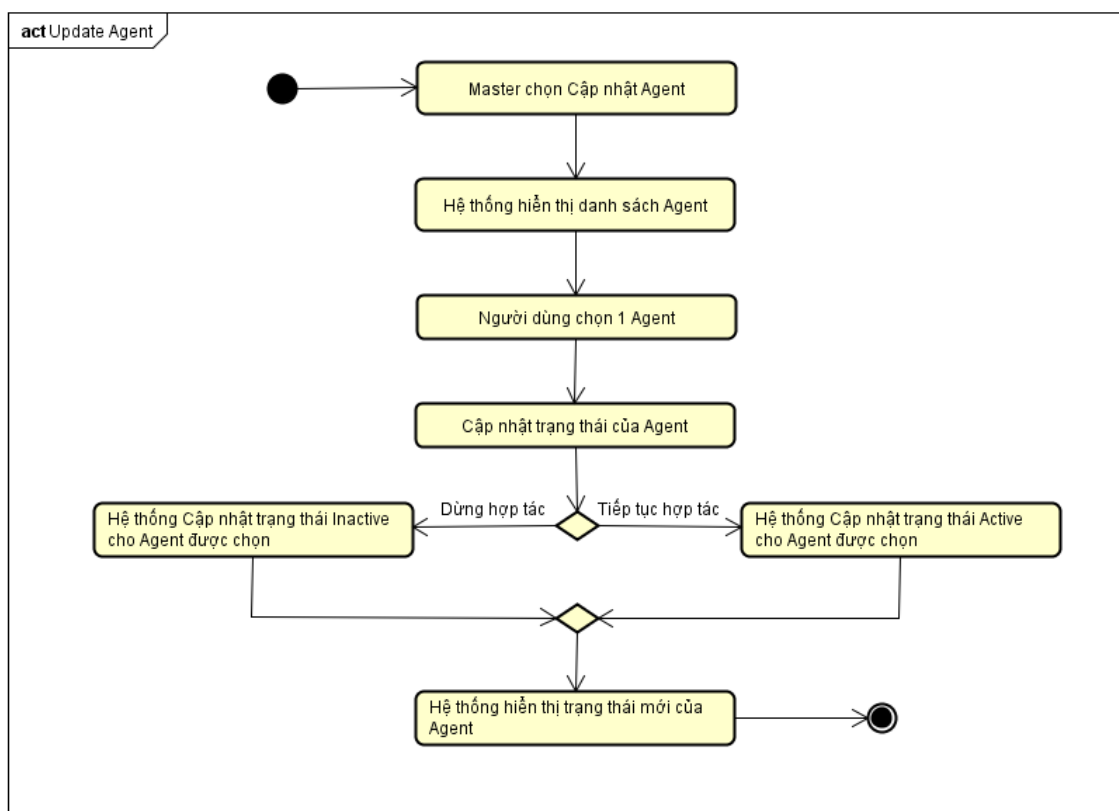 act Update Agent
Master chọn Cập nhật Agent
Hệ thống hiển thị danh sách Agent
Người dùng chọn 1 Agent
Cập nhật trạng thái của Agent
Dừng hợp tác
Tiếp tục hợp tác
Hệ thống Cập nhật trạng thái Inactive
cho Agent được chọn
Hệ thống Cập nhật trạng thái Active
cho Agent được chọn
Hệ thống hiển thị trạng thái mới của
Agent